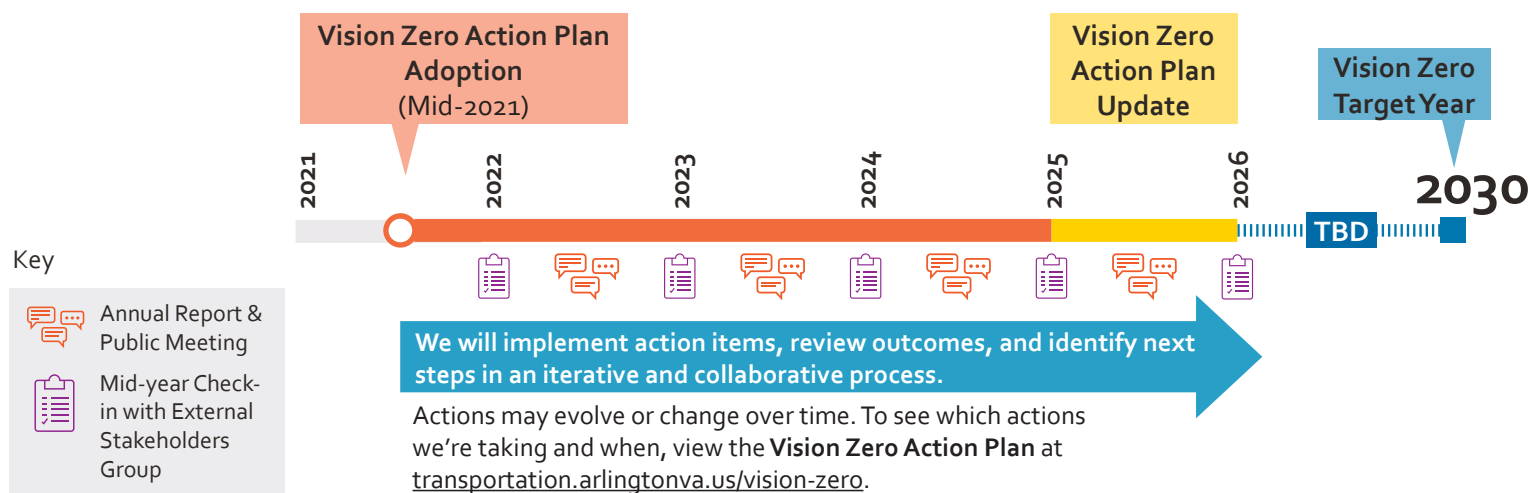 Vision Zero Action Plan
Adoption
(Mid-2021)
Vision Zero
Action Plan
Update
Vision Zero
Target Year
2021
2022
2023
2024
2025
2026
2030
TBD
Key
Annual Report &
Public Meeting
Mid-year Check-
in with External
Stakeholders
Group
We will implement action items, review outcomes, and identify next
steps in an iterative and collaborative process.
Actions may evolve or change over time. To see which actions
we're taking and when, view the Vision Zero Action Plan at
transportation.arlingtonva.us/vision-zero.